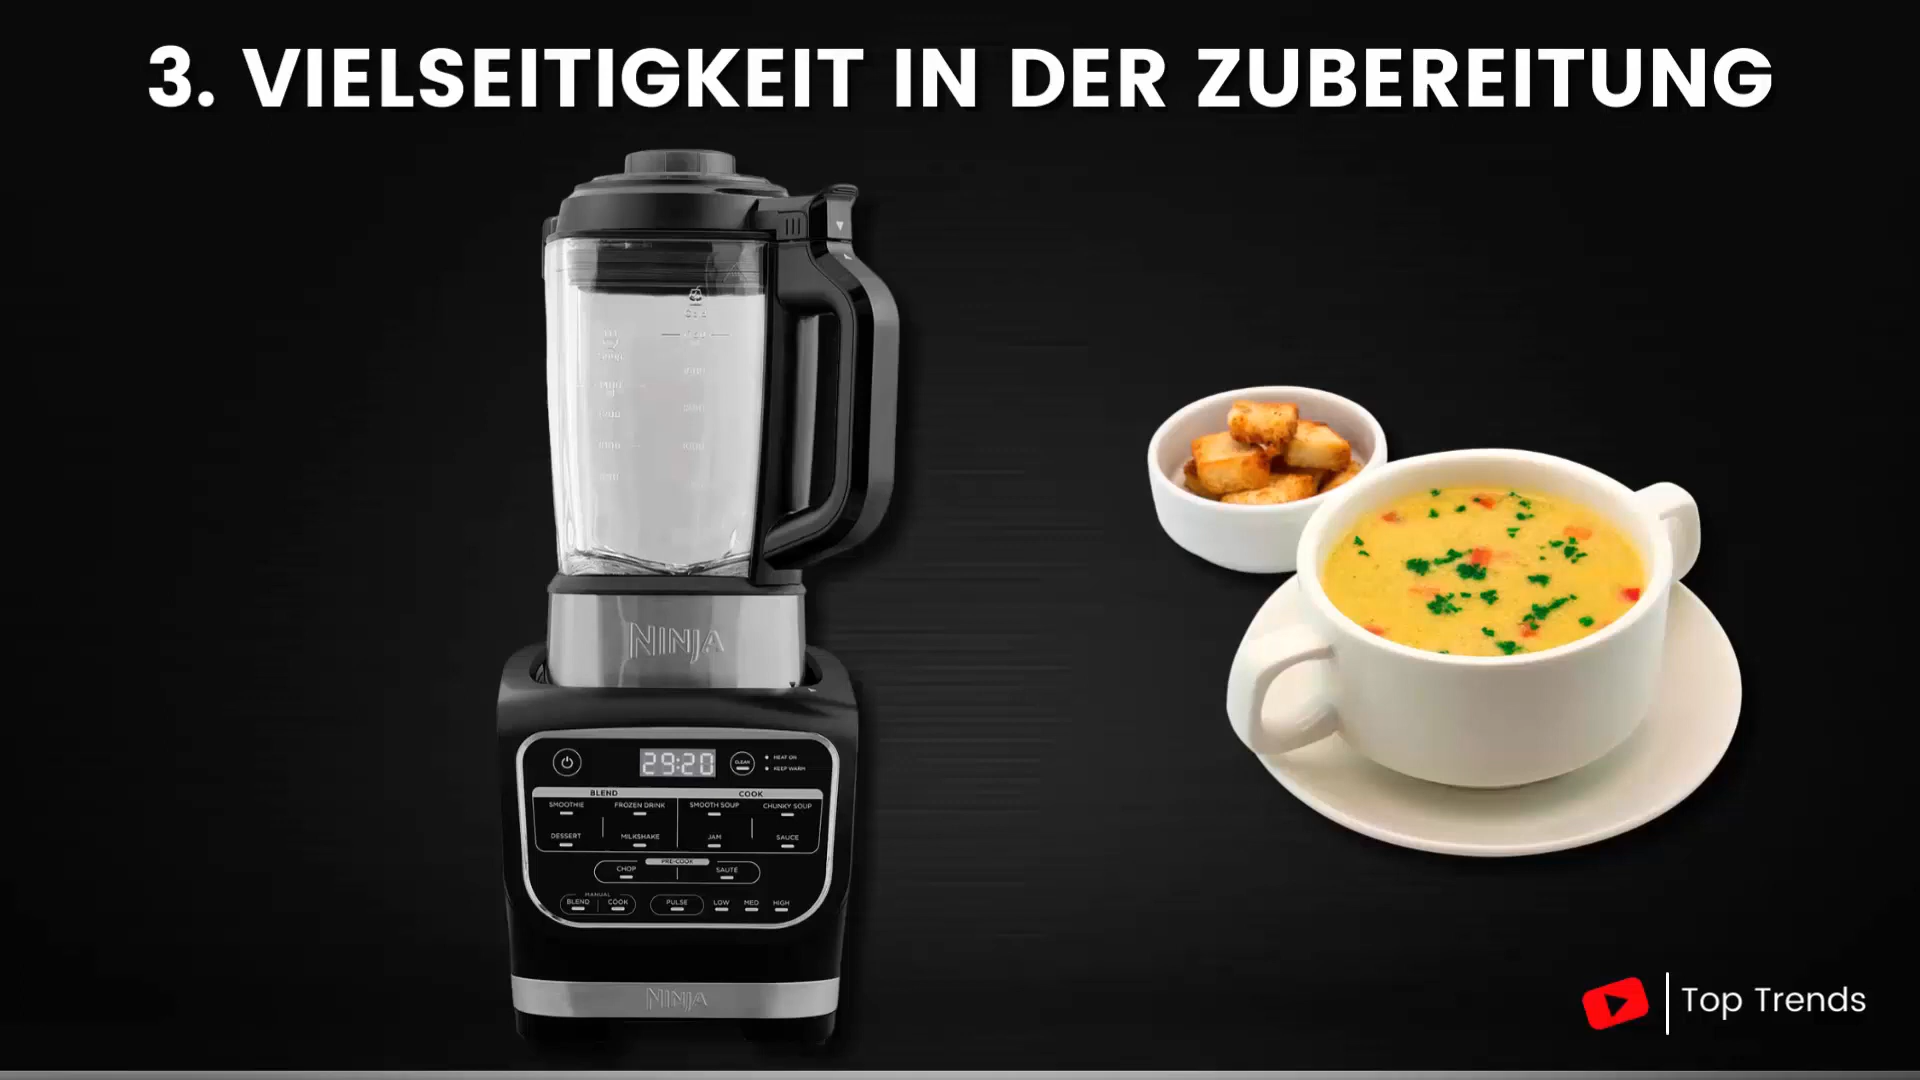 3. VIELSEITIGKEIT IN DER ZUBEREITUNG
NINJA
29:20
CLEAN
HEAT ON
KEEP WARM
BLEND COOK
SMOOTHIE FROZEN DRINK SMOOTH SOUP CHUNKY SOUP
DESSERT MILKSHAKE JAM SAUCE
PRE-COOK
CHOP SAUTÉ
MANUAL
BLEND COOK PULSE LOW MED HIGH
NINJA
Top Trends